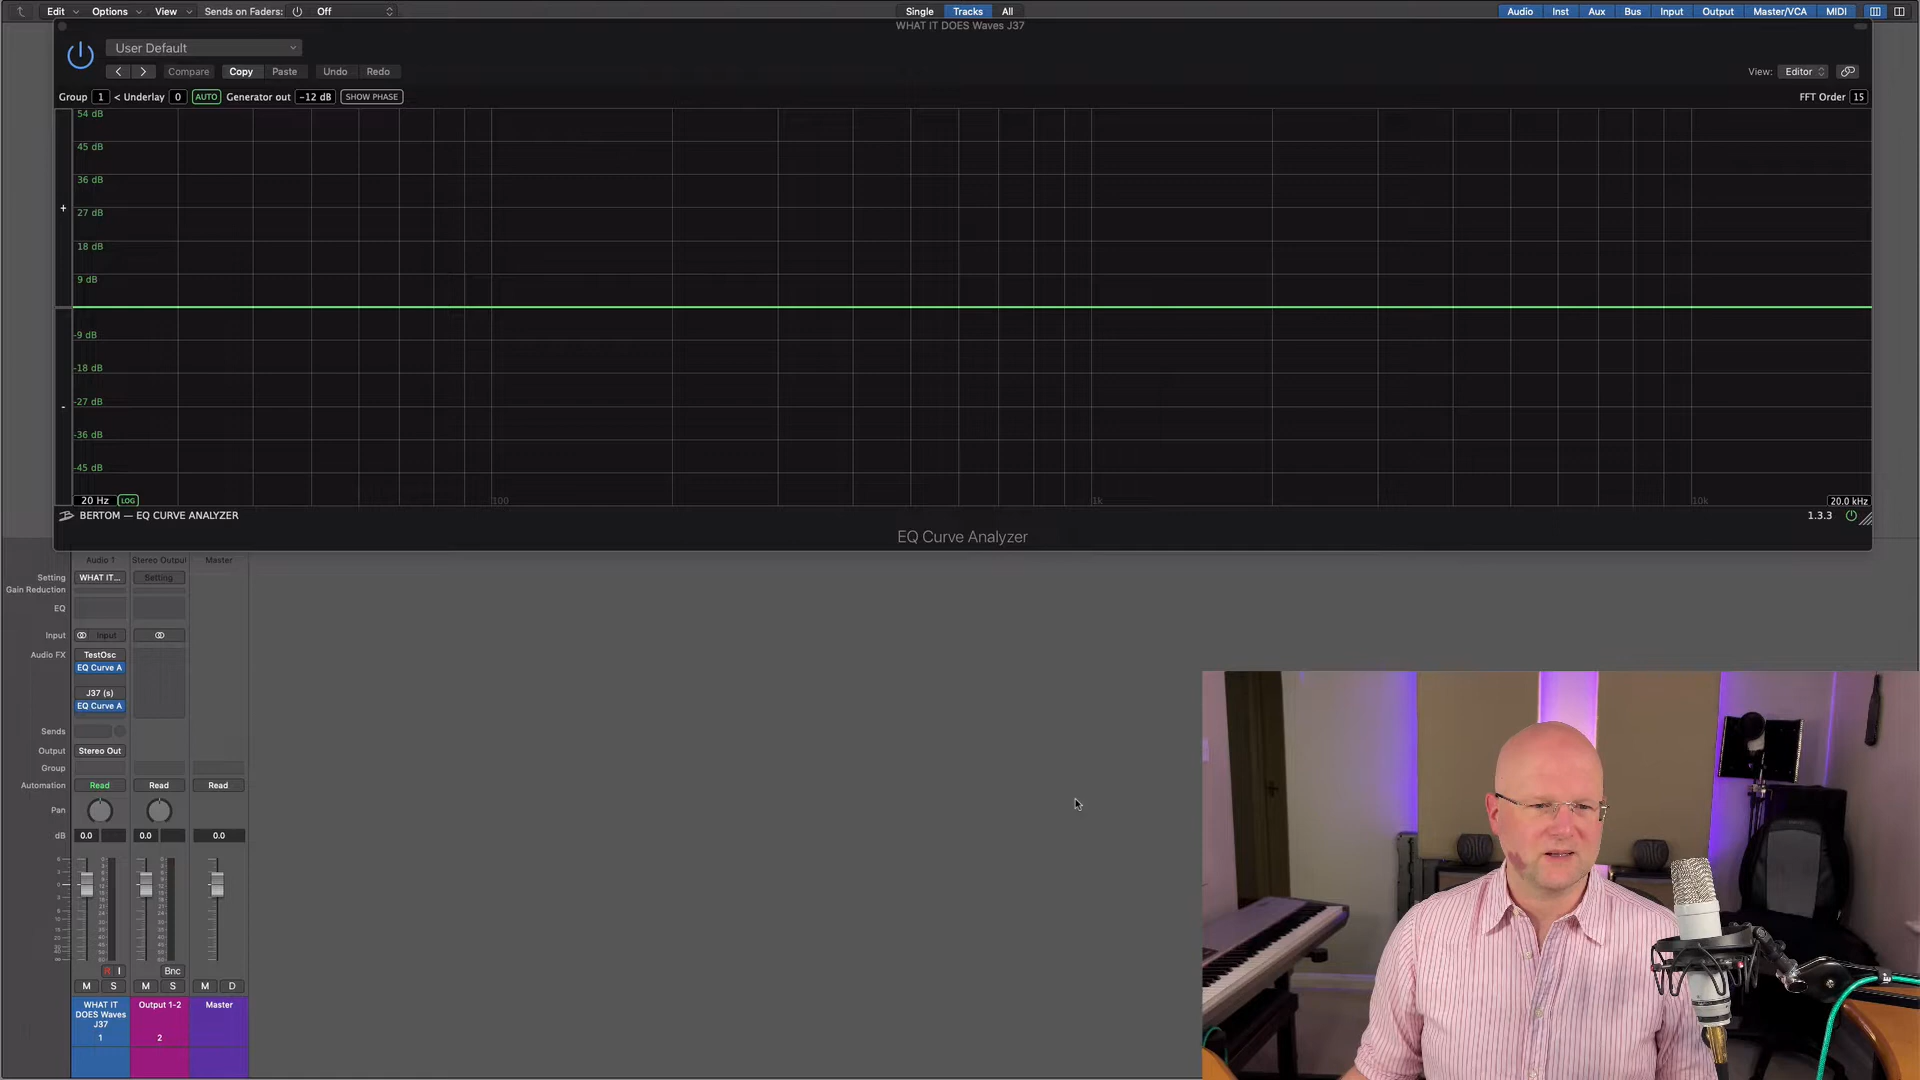 Edit Options View Sends on Faders: Off Single Tracks All Audio Inst Aux Bus Input Output Master/VCA MIDI
WHAT IT DOES Waves J37
User Default
Compare Copy Paste Undo Redo View: Editor
Group 1 < Underlay 0 AUTO Generator out -12 dB SHOW PHASE FFT Order 15
54 dB
45 dB
36 dB
+
27 dB
18 dB
9 dB
-9 dB
-18 dB
-27 dB
-
-36 dB
-45 dB
20 Hz LOG 100 1k 10k 20.0 kHz
BERTOM — EQ CURVE ANALYZER 1.3.3
EQ Curve Analyzer
Audio 1 Stereo Output Master
Setting WHAT IT... Setting
Gain Reduction
EQ
Input Input
Audio FX TestOsc
EQ Curve A
J37 (s)
EQ Curve A
Sends
Output Stereo Out
Group
Automation Read Read Read
Pan
dB 0.0 0.0 0.0
R I Bnc
M S M S M D
WHAT IT DOES Waves J37 Output 1-2 Master
1 2